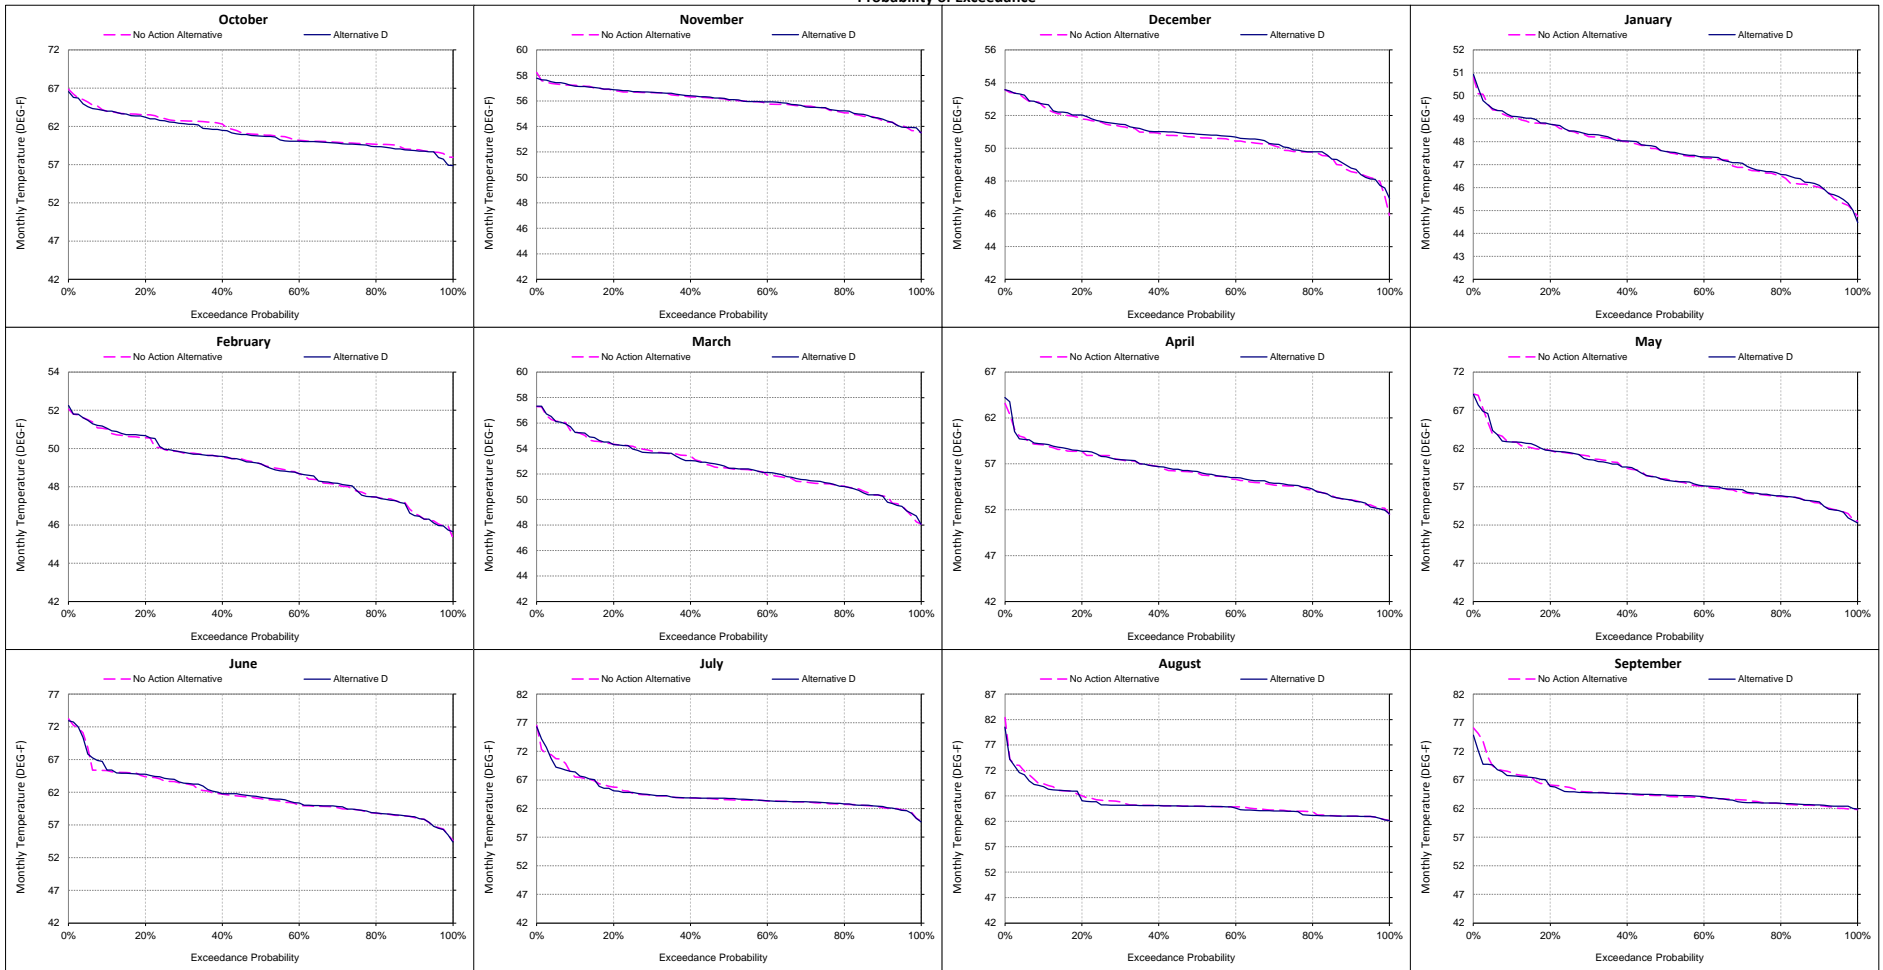 Probability of Exceedance
October
No Action Alternative Alternative D
72
67
62
57
52
47
42
0% 20% 40% 60% 80% 100%
Monthly Temperature (DEG-F)
Exceedance Probability
November
No Action Alternative Alternative D
60
58
56
54
52
50
48
46
44
42
0% 20% 40% 60% 80% 100%
Monthly Temperature (DEG-F)
Exceedance Probability
December
No Action Alternative Alternative D
56
54
52
50
48
46
44
42
0% 20% 40% 60% 80% 100%
Monthly Temperature (DEG-F)
Exceedance Probability
January
No Action Alternative Alternative D
52
51
50
49
48
47
46
45
44
43
42
0% 20% 40% 60% 80% 100%
Monthly Temperature (DEG-F)
Exceedance Probability
February
No Action Alternative Alternative D
54
52
50
48
46
44
42
0% 20% 40% 60% 80% 100%
Monthly Temperature (DEG-F)
Exceedance Probability
March
No Action Alternative Alternative D
60
58
56
54
52
50
48
46
44
42
0% 20% 40% 60% 80% 100%
Monthly Temperature (DEG-F)
Exceedance Probability
April
No Action Alternative Alternative D
67
62
57
52
47
42
0% 20% 40% 60% 80% 100%
Monthly Temperature (DEG-F)
Exceedance Probability
May
No Action Alternative Alternative D
72
67
62
57
52
47
42
0% 20% 40% 60% 80% 100%
Monthly Temperature (DEG-F)
Exceedance Probability
June
No Action Alternative Alternative D
77
72
67
62
57
52
47
42
0% 20% 40% 60% 80% 100%
Monthly Temperature (DEG-F)
Exceedance Probability
July
No Action Alternative Alternative D
82
77
72
67
62
57
52
47
42
0% 20% 40% 60% 80% 100%
Monthly Temperature (DEG-F)
Exceedance Probability
August
No Action Alternative Alternative D
87
82
77
72
67
62
57
52
47
42
0% 20% 40% 60% 80% 100%
Monthly Temperature (DEG-F)
Exceedance Probability
September
No Action Alternative Alternative D
82
77
72
67
62
57
52
47
42
0% 20% 40% 60% 80% 100%
Monthly Temperature (DEG-F)
Exceedance Probability